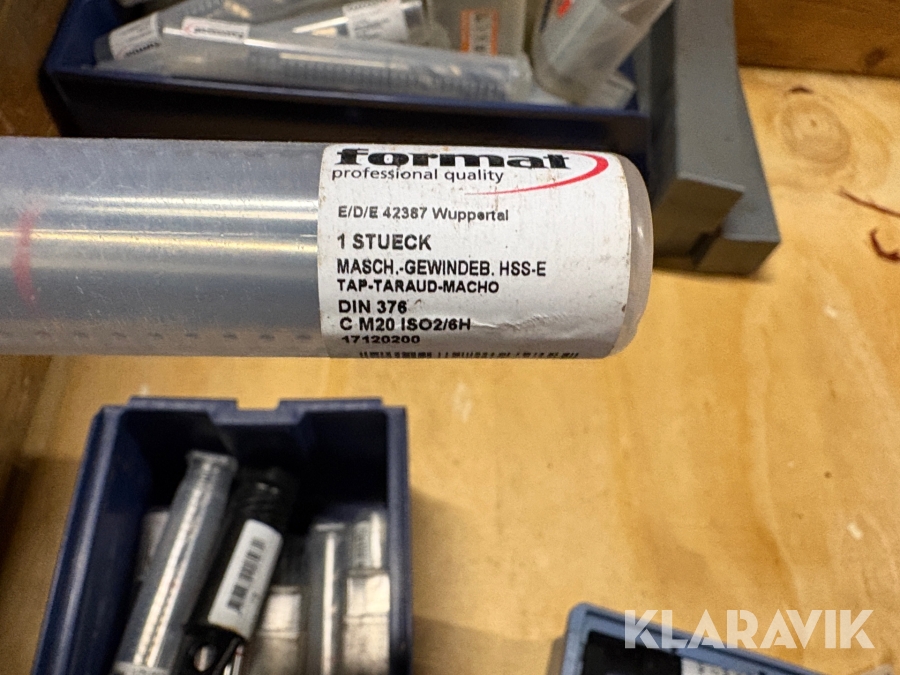 format
professional quality
E/D/E 42387 Wuppertal
1 STUECK
MASCH.-GEWINDEB. HSS-E
TAP-TARAUD-MACHO
DIN 376
C M20 ISO2/6H
17120200
KLARAVIK